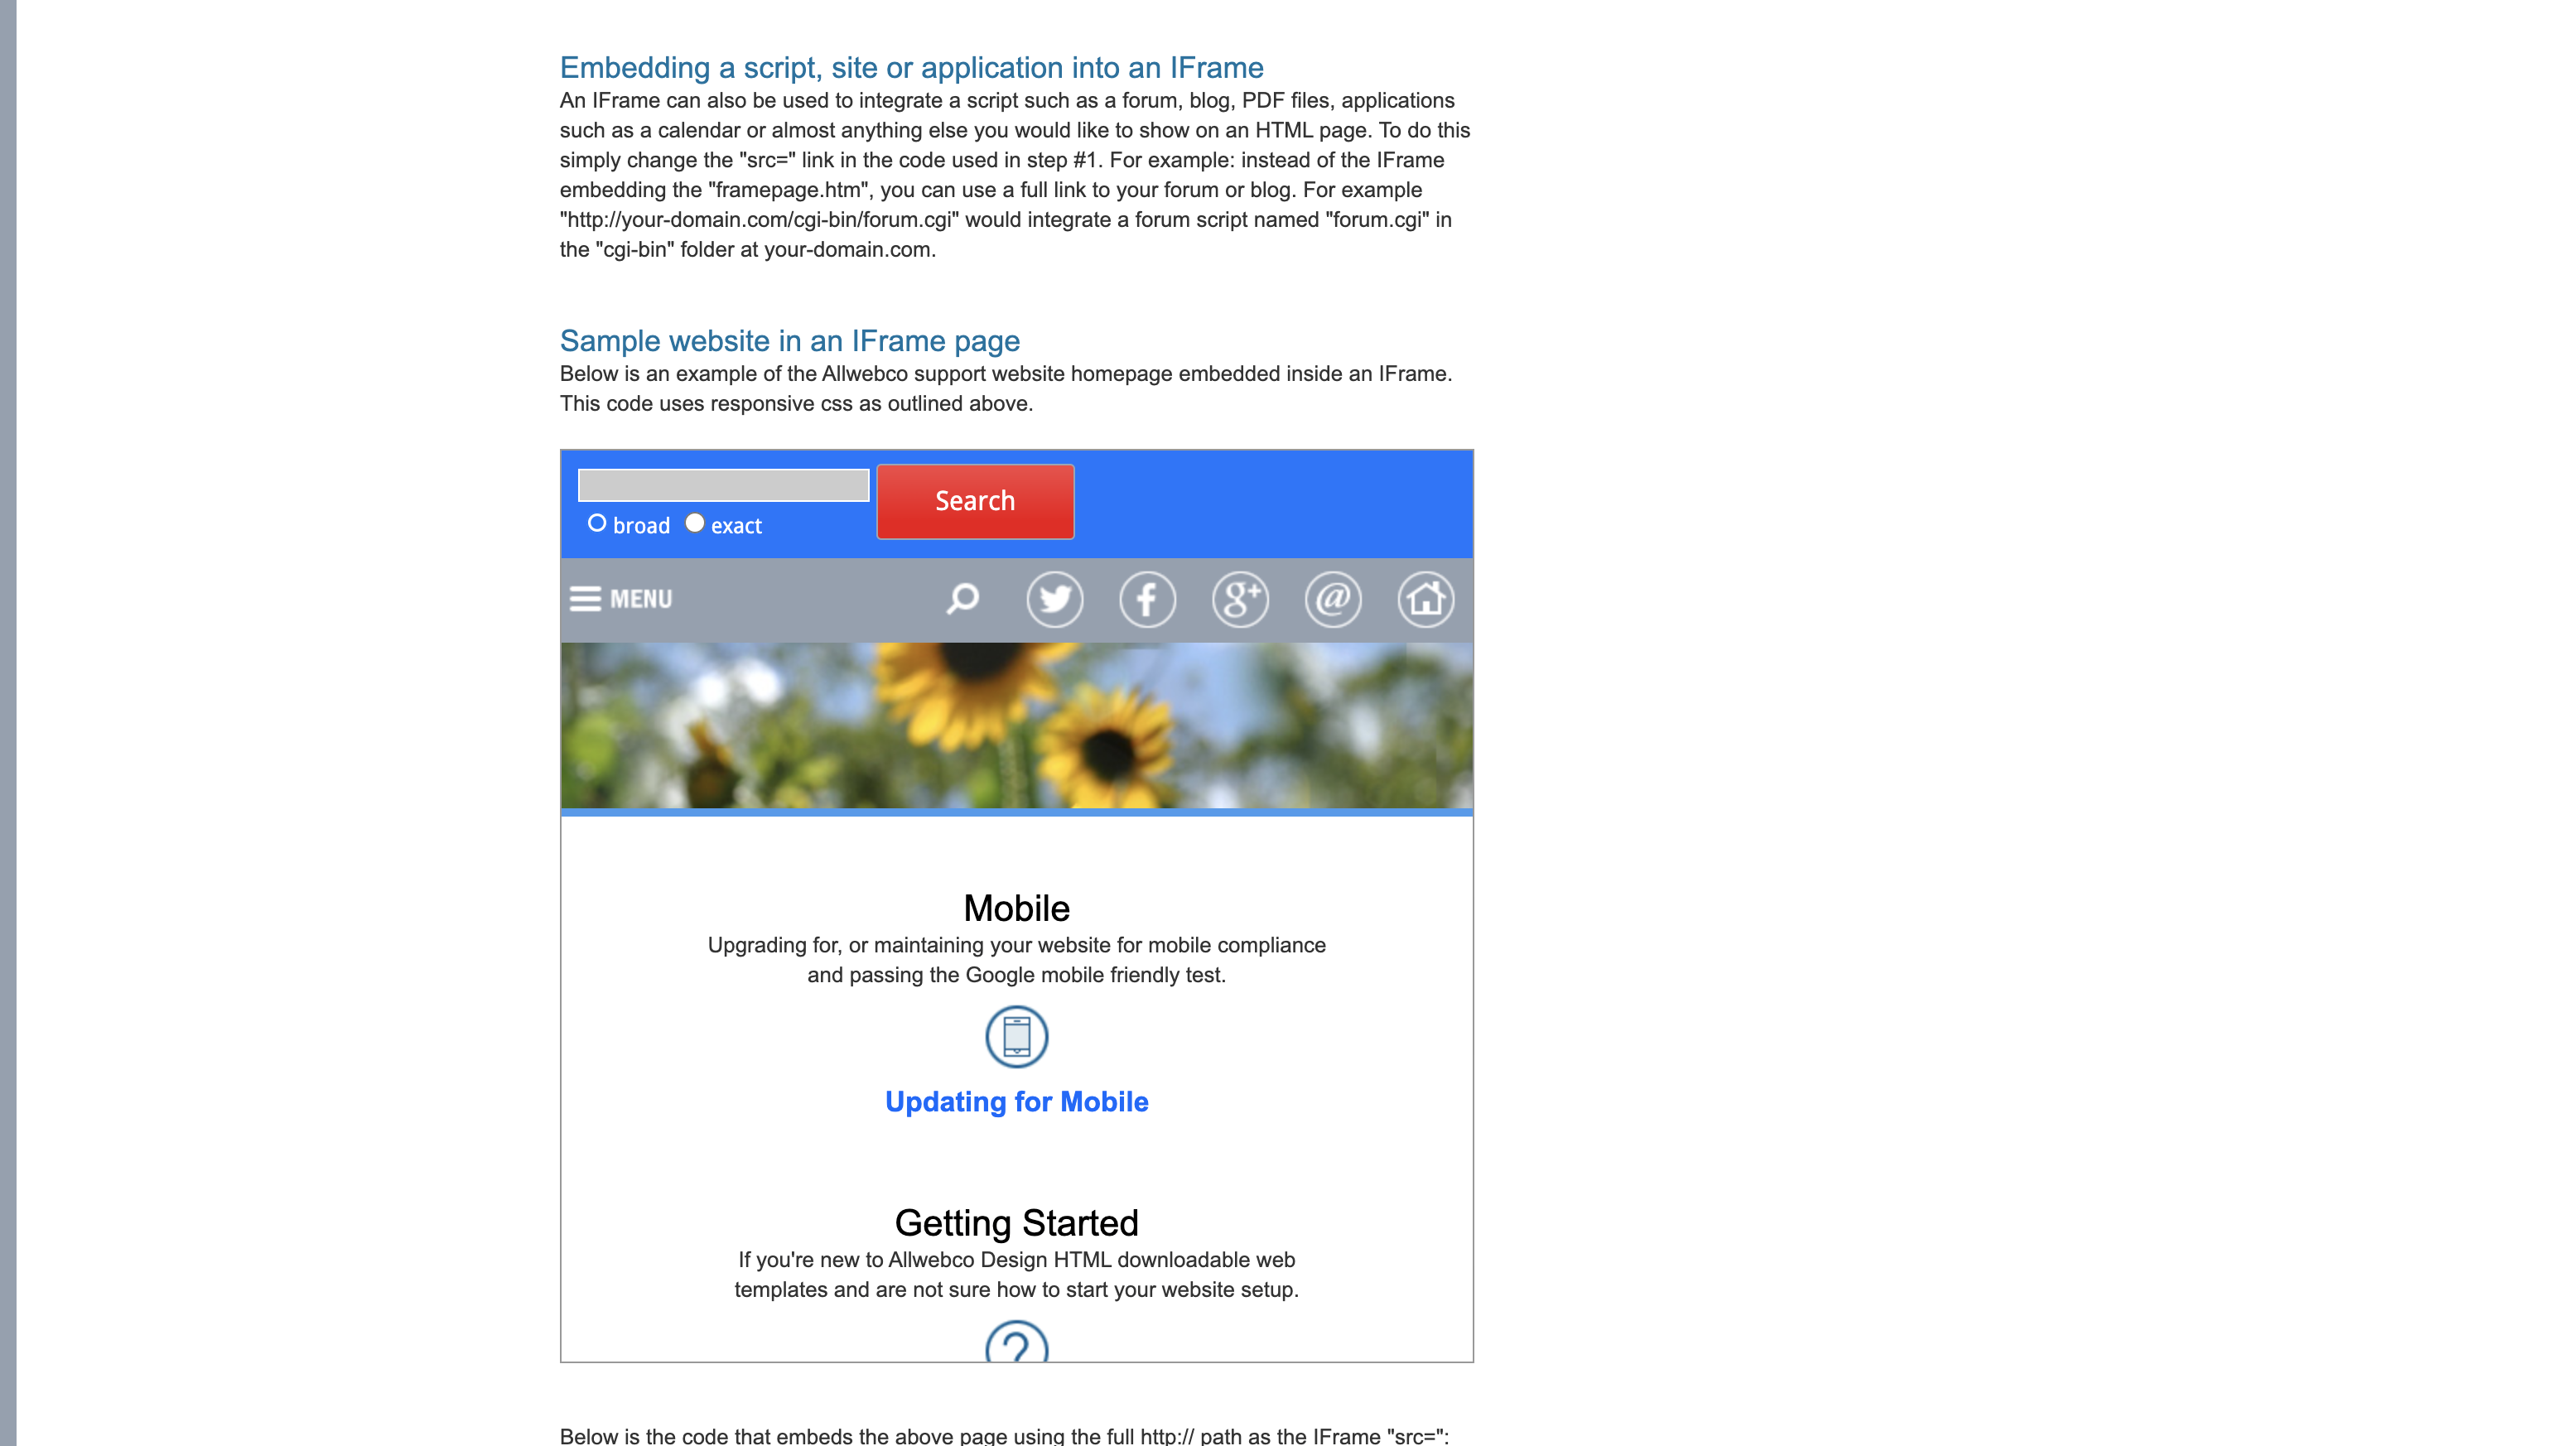 Embedding a script, site or application into an IFrame
An IFrame can also be used to integrate a script such as a forum, blog, PDF files, applications
such as a calendar or almost anything else you would like to show on an HTML page. To do this
simply change the "src=" link in the code used in step #1. For example: instead of the IFrame
embedding the "framepage.htm", you can use a full link to your forum or blog. For example
"http://your-domain.com/cgi-bin/forum.cgi" would integrate a forum script named "forum.cgi" in
the "cgi-bin" folder at your-domain.com.
Sample website in an IFrame page
Below is an example of the Allwebco support website homepage embedded inside an IFrame.
This code uses responsive css as outlined above.
Search
broad exact
MENU
Mobile
Upgrading for, or maintaining your website for mobile compliance
and passing the Google mobile friendly test.
Updating for Mobile
Getting Started
If you're new to Allwebco Design HTML downloadable web
templates and are not sure how to start your website setup.
Below is the code that embeds the above page using the full http:// path as the IFrame "src=":